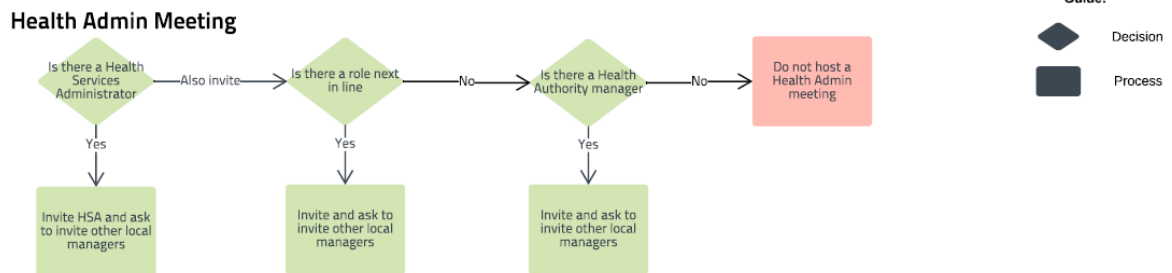 Guide:
Health Admin Meeting
Is there a Health
Services
Administrator
Also invite
Is there a role next
in line
No
Is there a Health
Authority manager
No
Do not host a
Health Admin
meeting
Decision
Process
Yes
Yes
Yes
Invite HSA and ask
to invite other local
managers
Invite and ask to
invite other local
managers
Invite and ask to
invite other local
managers